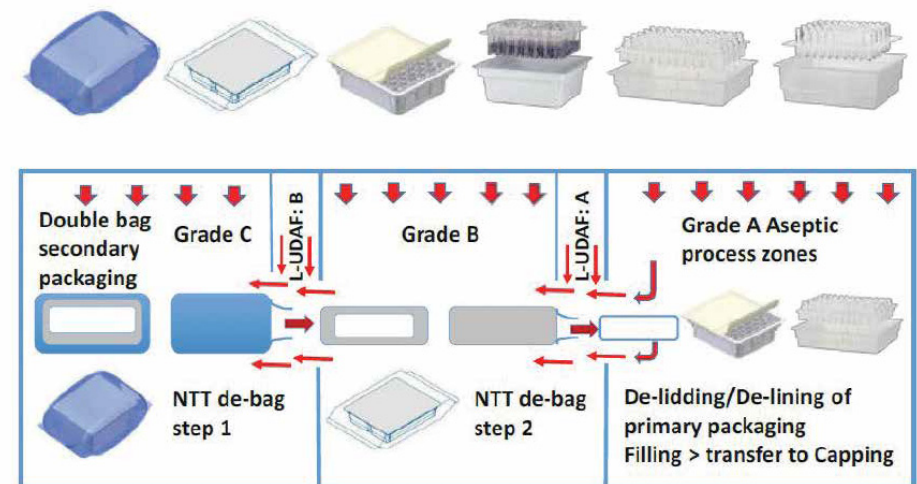 Double bag
secondary
packaging
Grade C
L-UDAF: B
Grade B
L-UDAF: A
Grade A Aseptic
process zones
NTT de-bag
step 1
NTT de-bag
step 2
De-lidding/De-lining of
primary packaging
Filling > transfer to Capping